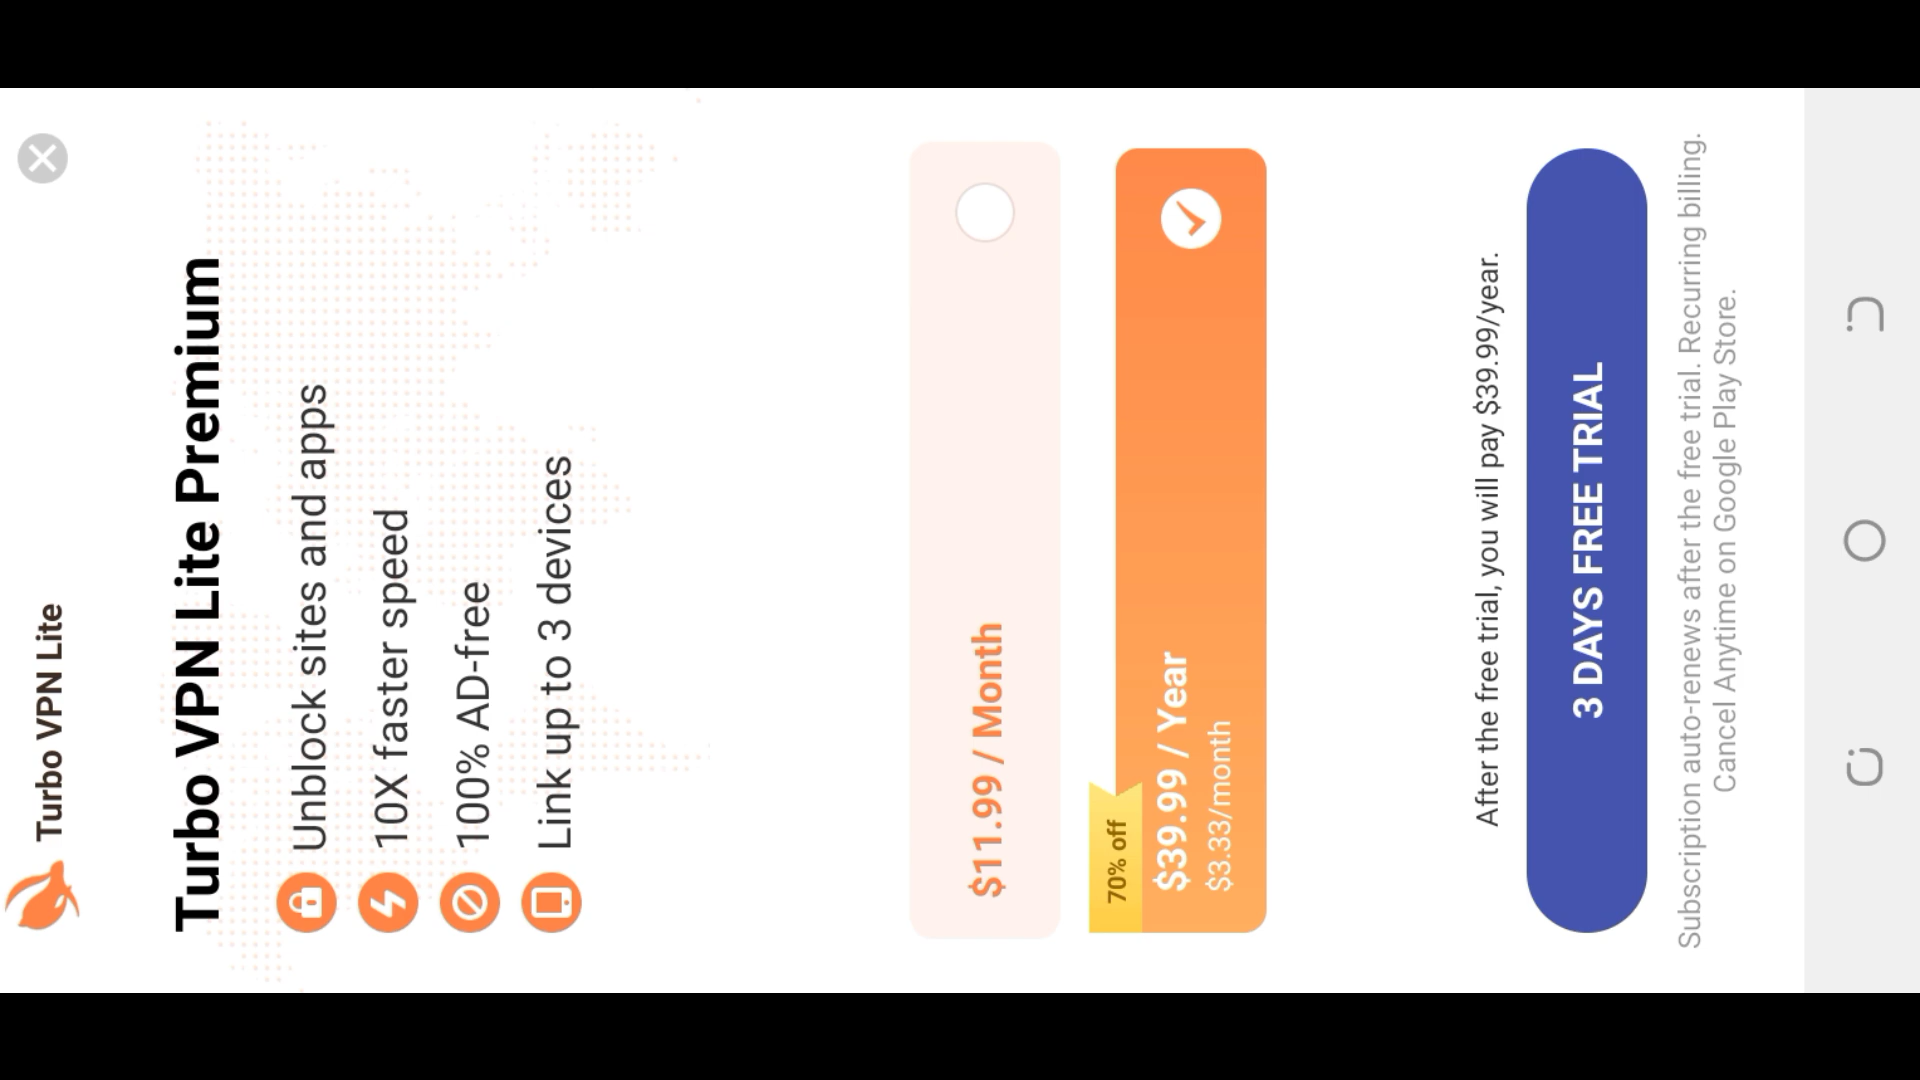 Turbo VPN Lite
Turbo VPN Lite Premium
Unblock sites and apps
10X faster speed
100% AD-free
Link up to 3 devices
$11.99 / Month
70% off
$39.99 / Year
$3.33/month
After the free trial, you will pay $39.99/year.
3 DAYS FREE TRIAL
Subscription auto-renews after the free trial. Recurring billing.
Cancel Anytime on Google Play Store.